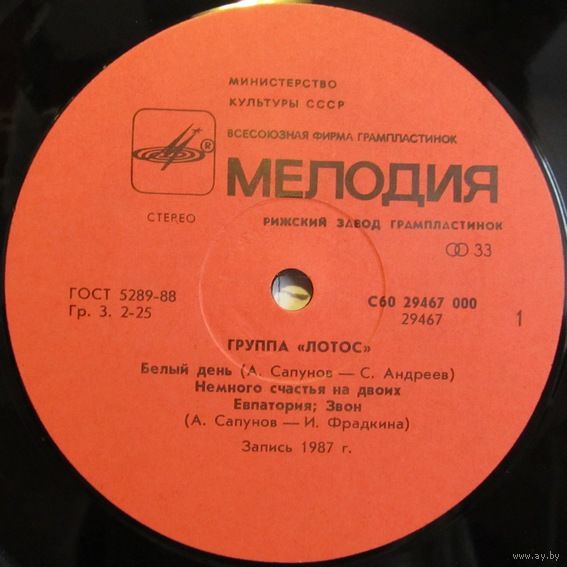 МИНИСТЕРСТВО
КУЛЬТУРЫ СССР
ВСЕСОЮЗНАЯ ФИРМА ГРАМПЛАСТИНОК
®
МЕЛОДИЯ
СТЕРЕО
РИЖСКИЙ ЗАВОД ГРАМПЛАСТИНОК
33
ГОСТ 5289-88
Гр. 3. 2-25
С60 29467 000
29467
1
ГРУППА «ЛОТОС»
Белый день (А. Сапунов — С. Андреев)
Немного счастья на двоих
Евпатория; Звон
(А. Сапунов — И. Фрадкина)
Запись 1987 г.
www.ay.by